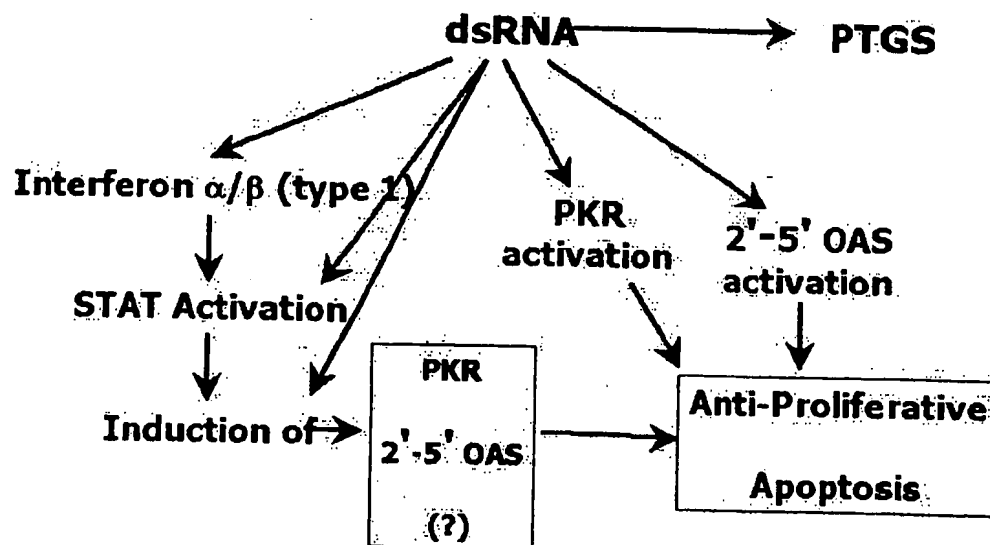 dsRNA
PTGS
Interferon α/β (type 1)
PKR
activation
2'-5' OAS
activation
STAT Activation
Induction of
PKR
2'-5' OAS
(?)
Anti-Proliferative
Apoptosis